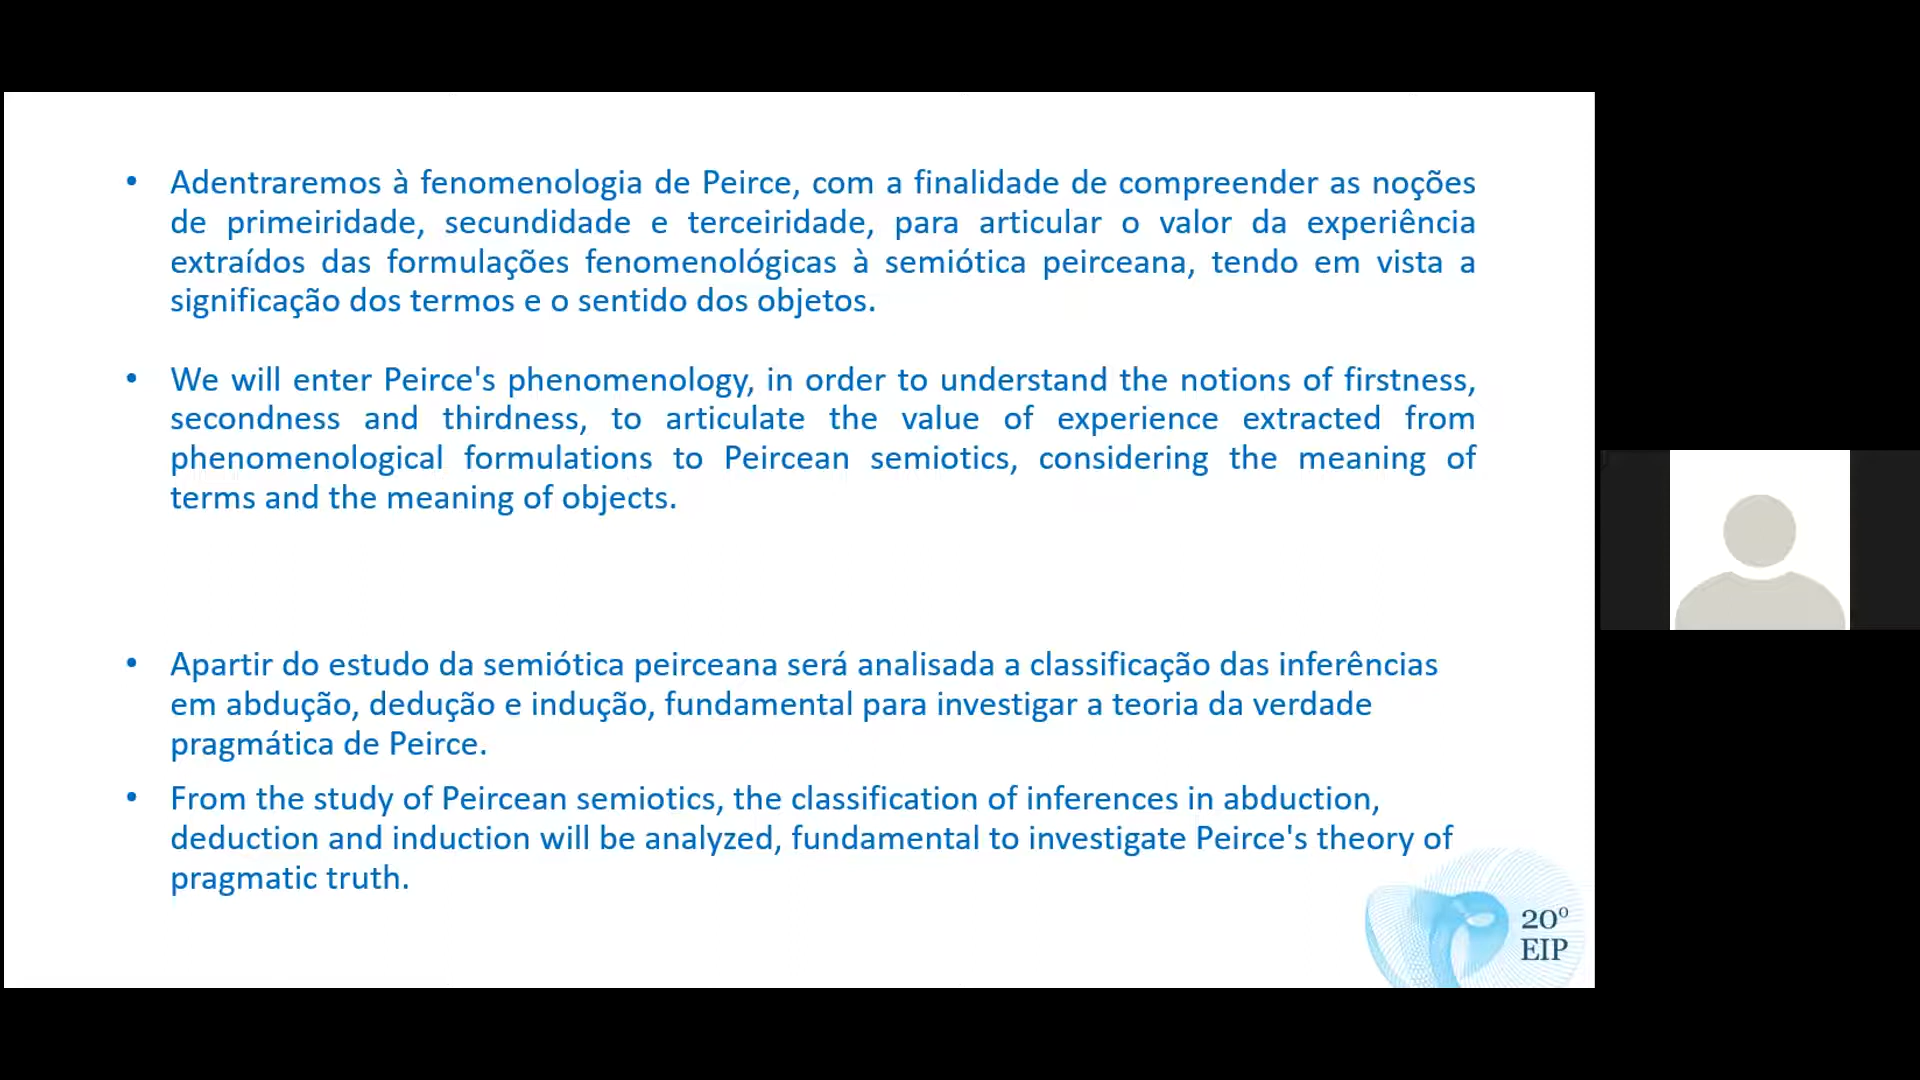 • Adentraremos à fenomenologia de Peirce, com a finalidade de compreender as noções
de primeiridade, secundidade e terceiridade, para articular o valor da experiência
extraídos das formulações fenomenológicas à semiótica peirceana, tendo em vista a
significação dos termos e o sentido dos objetos.
• We will enter Peirce's phenomenology, in order to understand the notions of firstness,
secondness and thirdness, to articulate the value of experience extracted from
phenomenological formulations to Peircean semiotics, considering the meaning of
terms and the meaning of objects.
• Apartir do estudo da semiótica peirceana será analisada a classificação das inferências
em abdução, dedução e indução, fundamental para investigar a teoria da verdade
pragmática de Peirce.
• From the study of Peircean semiotics, the classification of inferences in abduction,
deduction and induction will be analyzed, fundamental to investigate Peirce's theory of
pragmatic truth.
20º
EIP